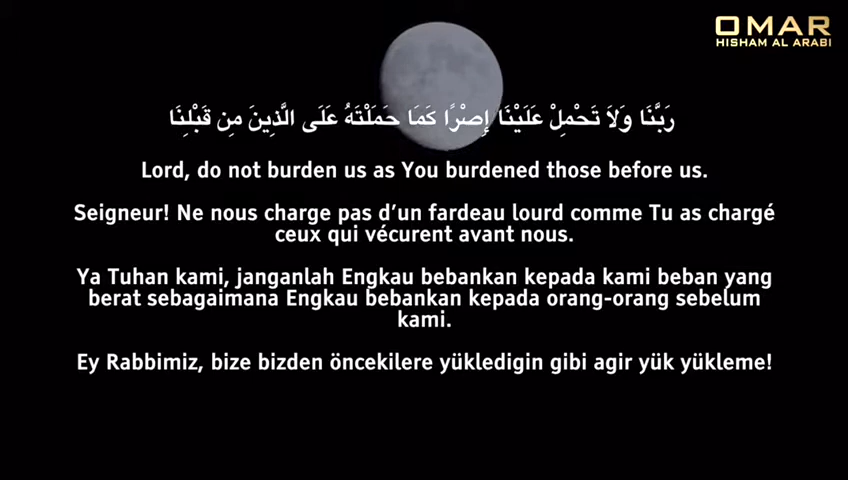 OMAR
HISHAM AL ARABI
رَبَّنَا وَلاَ تَحْمِلْ عَلَيْنَا إِصْرًا كَمَا حَمَلْتَهُ عَلَى الَّذِينَ مِن قَبْلِنَا
Lord, do not burden us as You burdened those before us.
Seigneur! Ne nous charge pas d'un fardeau lourd comme Tu as chargé
ceux qui vécurent avant nous.
Ya Tuhan kami, janganlah Engkau bebankan kepada kami beban yang
berat sebagaimana Engkau bebankan kepada orang-orang sebelum
kami.
Ey Rabbimiz, bize bizden öncekilere yükledigin gibi agir yük yükleme!